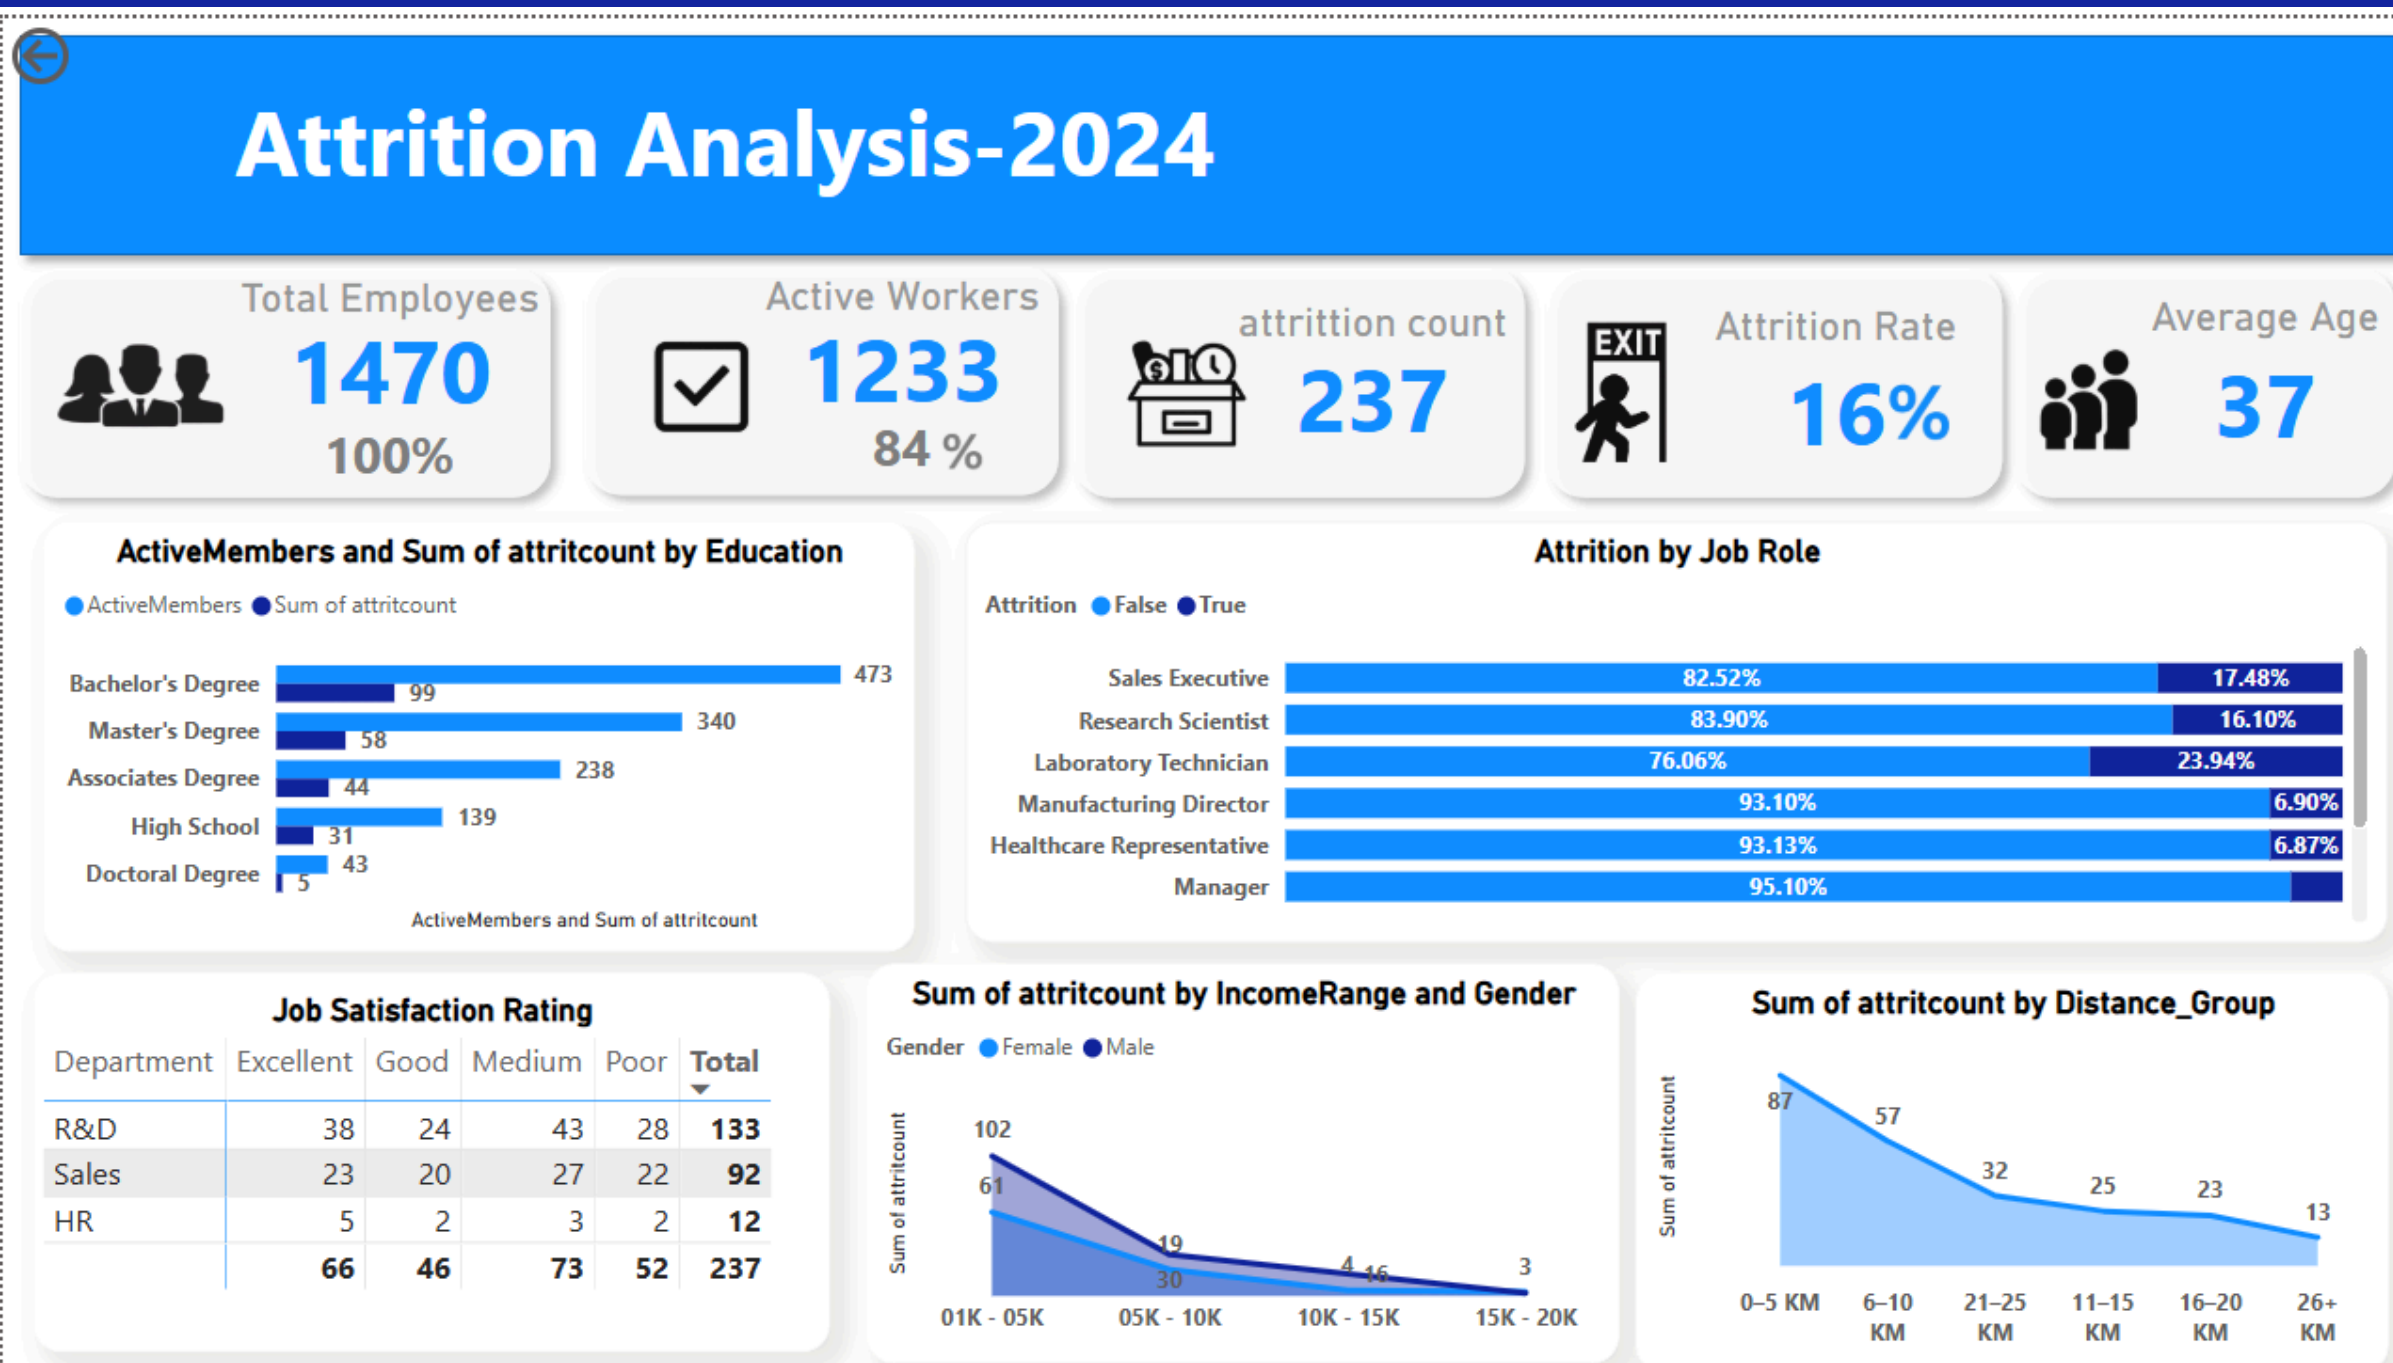 Attrition Analysis-2024
Total Employees
1470
100%
Active Workers
1233
84 %
attrittion count
237
EXIT
Attrition Rate
16%
Average Age
37
ActiveMembers and Sum of attritcount by Education
ActiveMembers Sum of attritcount
Bachelor's Degree 473
99
Master's Degree 340
58
Associates Degree 238
44
High School 139
31
Doctoral Degree 43
5
ActiveMembers and Sum of attritcount
Attrition by Job Role
Attrition False True
Sales Executive 82.52% 17.48%
Research Scientist 83.90% 16.10%
Laboratory Technician 76.06% 23.94%
Manufacturing Director 93.10% 6.90%
Healthcare Representative 93.13% 6.87%
Manager 95.10%
Job Satisfaction Rating
Department Excellent Good Medium Poor Total
R&D 38 24 43 28 133
Sales 23 20 27 22 92
HR 5 2 3 2 12
66 46 73 52 237
Sum of attritcount by IncomeRange and Gender
Gender Female Male
Sum of attritcount
102
61
19
30
4 16
3
01K - 05K 05K - 10K 10K - 15K 15K - 20K
Sum of attritcount by Distance_Group
Sum of attritcount
87
57
32
25
23
13
0–5 KM 6–10 KM 21–25 KM 11–15 KM 16–20 KM 26+ KM